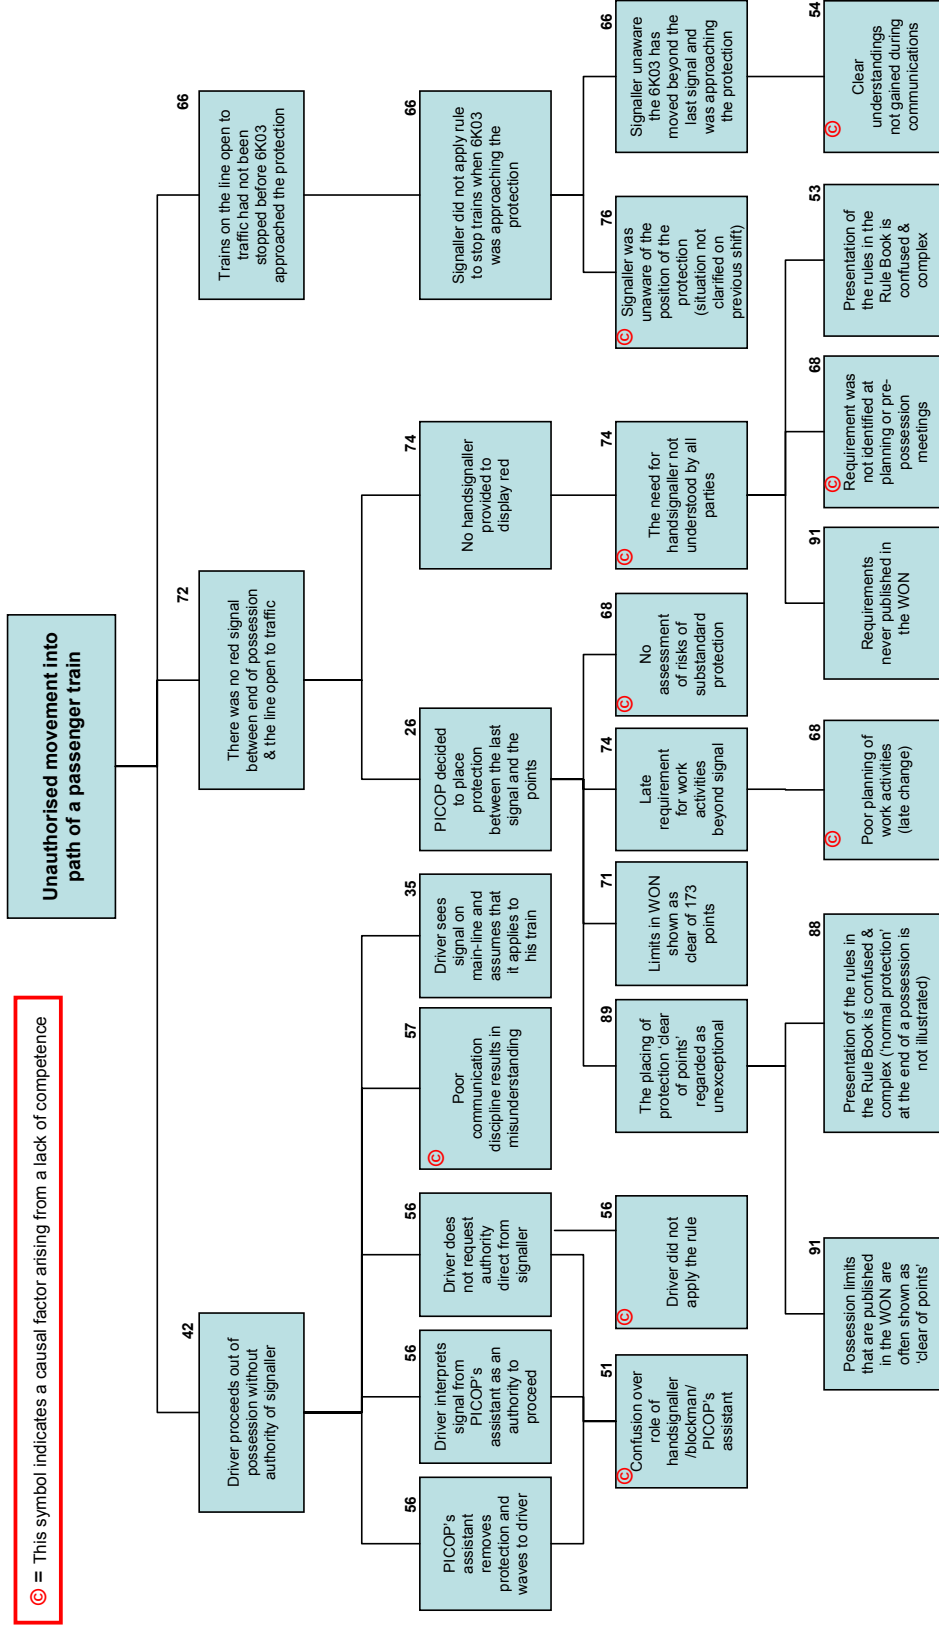 © = This symbol indicates a causal factor arising from a lack of competence
Unauthorised movement into
path of a passenger train
42
Driver proceeds out of
possession without
authority of signaller
72
There was no red signal
between end of possession
& the line open to traffic
66
Trains on the line open to
traffic had not been
stopped before 6K03
approached the protection
56
PICOP's
assistant
removes
protection and
waves to driver
56
Driver interprets
signal from
PICOP's
assistant as an
authority to
proceed
56
Driver does
not request
authority
direct from
signaller
57
©
Poor
communication
discipline results in
misunderstanding
35
Driver sees
signal on
main-line and
assumes that
it applies to
his train
26
PICOP decided
to place
protection
between the last
signal and the
points
74
No handsignaller
provided to
display red
66
Signaller did not apply rule
to stop trains when 6K03
was approaching the
protection
51
©
Confusion over
role of
handsignaller
/blockman/
PICOP's
assistant
56
©
Driver did not
apply the rule
89
The placing of
protection 'clear
of points'
regarded as
unexceptional
71
Limits in WON
shown as
clear of 173
points
74
Late
requirement
for work
activities
beyond signal
68
©
No
assessment
of risks of
substandard
protection
74
©
The need for
handsignaller not
understood by all
parties
76
©
Signaller was
unaware of the
position of the
protection
(situation not
clarified on
previous shift)
66
Signaller unaware
the 6K03 has
moved beyond the
last signal and
was approaching
the protection
91
Possession limits
that are published
in the WON are
often shown as
'clear of points'
88
Presentation of the rules in
the Rule Book is confused &
complex ('normal protection'
at the end of a possession is
not illustrated)
68
©
Poor planning of
work activities
(late change)
91
Requirements
never published in
the WON
68
©
Requirement was
not identified at
planning or pre-
possession
meetings
53
Presentation of
the rules in the
Rule Book is
confused &
complex
54
©
Clear
understandings
not gained during
communications